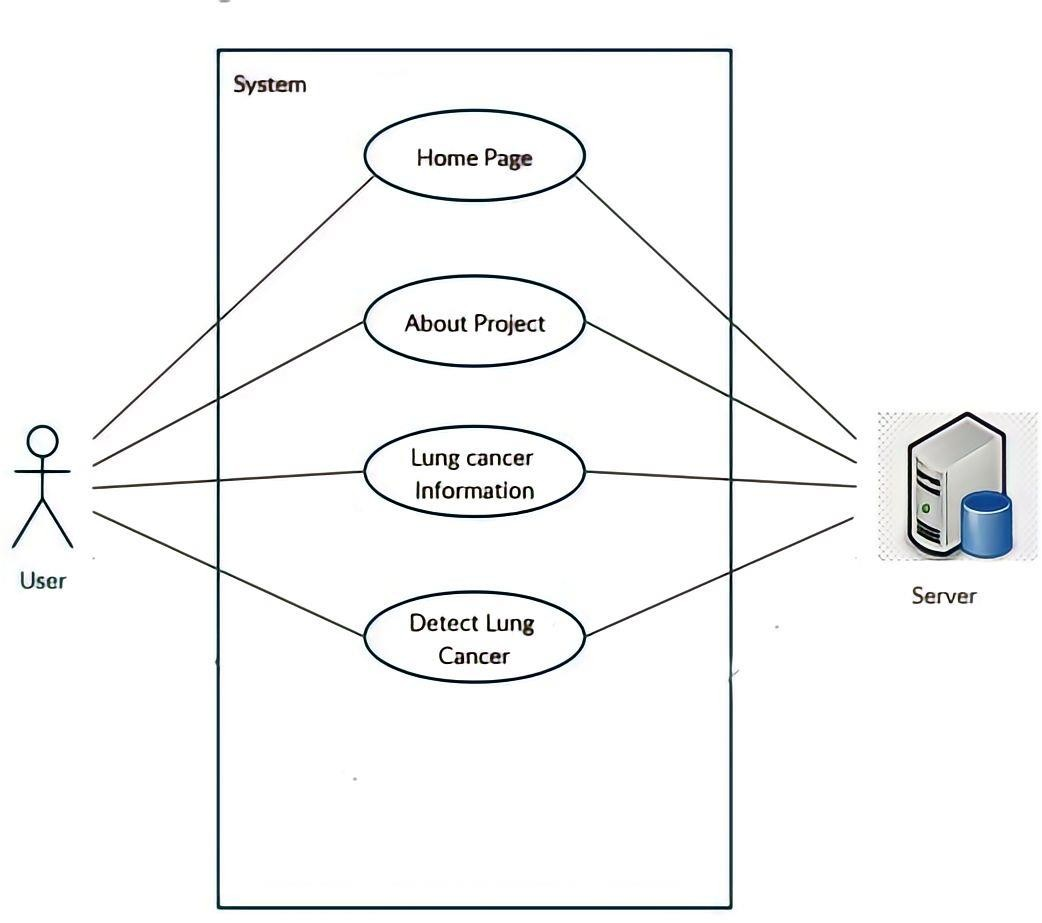 System
Home Page
About Project
Lung cancer
Information
Detect Lung
Cancer
User
Server